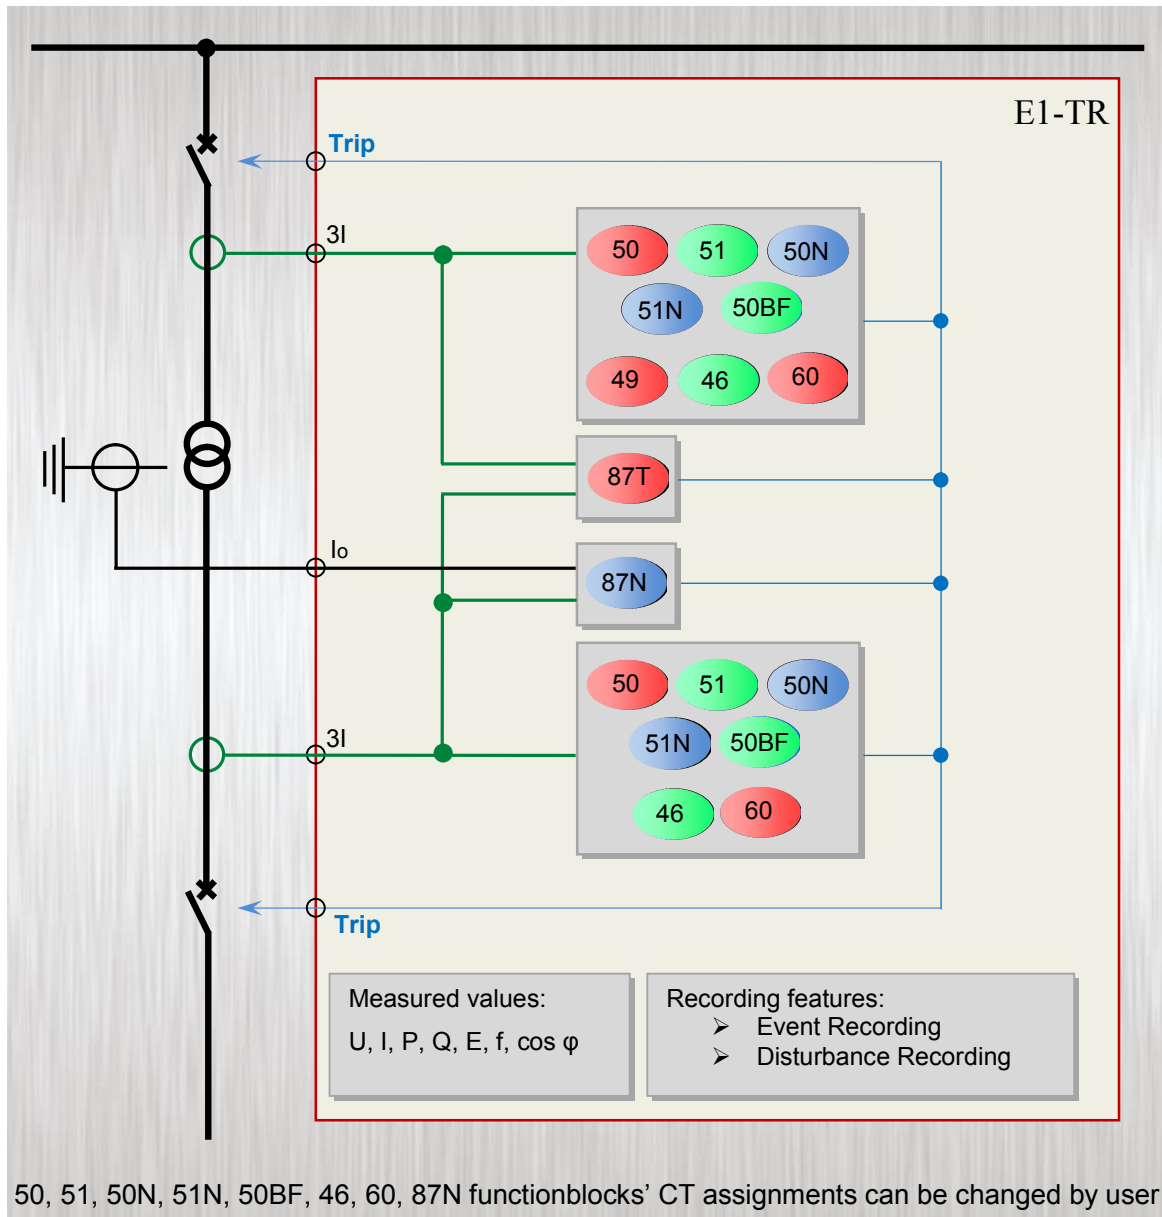 E1-TR
Trip
3I
50 51 50N
51N 50BF
49 46 60
87T
Io
87N
50 51 50N
51N 50BF
3I
46 60
Trip
Measured values:
U, I, P, Q, E, f, cos φ
Recording features:
➢ Event Recording
➢ Disturbance Recording
50, 51, 50N, 51N, 50BF, 46, 60, 87N functionblocks’ CT assignments can be changed by user